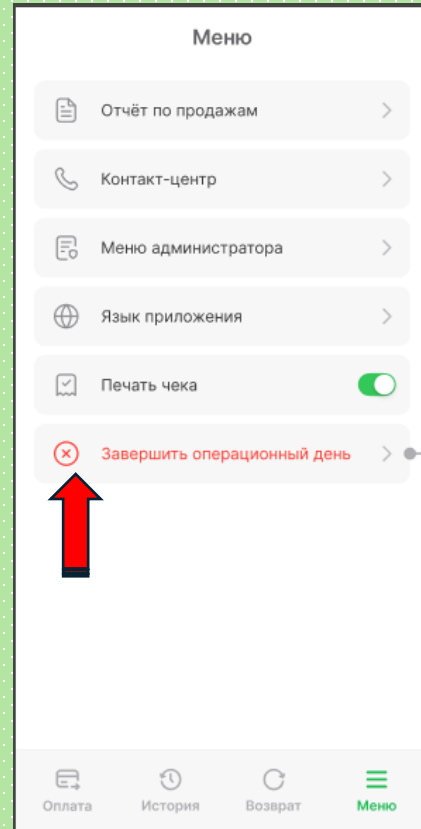 Меню
Отчёт по продажам
Контакт-центр
Меню администратора
Язык приложения
Печать чека
Завершить операционный день
Оплата
История
Возврат
Меню